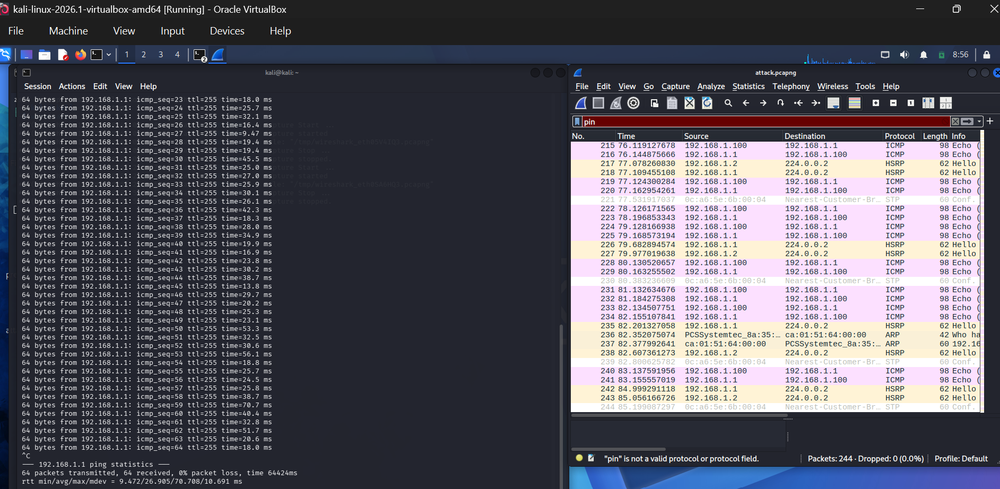 kali-linux-2026.1-virtualbox-amd64 [Running] - Oracle VirtualBox
File Machine View Input Devices Help
1 2 3 4 2 8:56
kali@kali: ~
Session Actions Edit View Help
64 bytes from 192.168.1.1: icmp_seq=23 ttl=255 time=18.0 ms
64 bytes from 192.168.1.1: icmp_seq=24 ttl=255 time=25.7 ms
64 bytes from 192.168.1.1: icmp_seq=25 ttl=255 time=32.1 ms
64 bytes from 192.168.1.1: icmp_seq=26 ttl=255 time=16.4 ms
64 bytes from 192.168.1.1: icmp_seq=27 ttl=255 time=9.47 ms
64 bytes from 192.168.1.1: icmp_seq=28 ttl=255 time=19.4 ms
64 bytes from 192.168.1.1: icmp_seq=29 ttl=255 time=19.4 ms
64 bytes from 192.168.1.1: icmp_seq=30 ttl=255 time=45.5 ms
64 bytes from 192.168.1.1: icmp_seq=31 ttl=255 time=25.0 ms
64 bytes from 192.168.1.1: icmp_seq=32 ttl=255 time=27.0 ms
64 bytes from 192.168.1.1: icmp_seq=33 ttl=255 time=25.9 ms
64 bytes from 192.168.1.1: icmp_seq=34 ttl=255 time=30.1 ms
64 bytes from 192.168.1.1: icmp_seq=35 ttl=255 time=26.1 ms
64 bytes from 192.168.1.1: icmp_seq=36 ttl=255 time=42.3 ms
64 bytes from 192.168.1.1: icmp_seq=37 ttl=255 time=18.3 ms
64 bytes from 192.168.1.1: icmp_seq=38 ttl=255 time=28.0 ms
64 bytes from 192.168.1.1: icmp_seq=39 ttl=255 time=34.9 ms
64 bytes from 192.168.1.1: icmp_seq=40 ttl=255 time=19.9 ms
64 bytes from 192.168.1.1: icmp_seq=41 ttl=255 time=16.9 ms
64 bytes from 192.168.1.1: icmp_seq=42 ttl=255 time=23.8 ms
64 bytes from 192.168.1.1: icmp_seq=43 ttl=255 time=30.2 ms
64 bytes from 192.168.1.1: icmp_seq=44 ttl=255 time=38.7 ms
64 bytes from 192.168.1.1: icmp_seq=45 ttl=255 time=13.8 ms
64 bytes from 192.168.1.1: icmp_seq=46 ttl=255 time=29.7 ms
64 bytes from 192.168.1.1: icmp_seq=47 ttl=255 time=20.2 ms
64 bytes from 192.168.1.1: icmp_seq=48 ttl=255 time=25.3 ms
64 bytes from 192.168.1.1: icmp_seq=49 ttl=255 time=23.1 ms
64 bytes from 192.168.1.1: icmp_seq=50 ttl=255 time=53.3 ms
64 bytes from 192.168.1.1: icmp_seq=51 ttl=255 time=32.5 ms
64 bytes from 192.168.1.1: icmp_seq=52 ttl=255 time=30.6 ms
64 bytes from 192.168.1.1: icmp_seq=53 ttl=255 time=56.1 ms
64 bytes from 192.168.1.1: icmp_seq=54 ttl=255 time=18.8 ms
64 bytes from 192.168.1.1: icmp_seq=55 ttl=255 time=25.7 ms
64 bytes from 192.168.1.1: icmp_seq=56 ttl=255 time=24.5 ms
64 bytes from 192.168.1.1: icmp_seq=57 ttl=255 time=25.8 ms
64 bytes from 192.168.1.1: icmp_seq=58 ttl=255 time=38.7 ms
64 bytes from 192.168.1.1: icmp_seq=59 ttl=255 time=70.7 ms
64 bytes from 192.168.1.1: icmp_seq=60 ttl=255 time=40.4 ms
64 bytes from 192.168.1.1: icmp_seq=61 ttl=255 time=32.8 ms
64 bytes from 192.168.1.1: icmp_seq=62 ttl=255 time=51.7 ms
64 bytes from 192.168.1.1: icmp_seq=63 ttl=255 time=20.6 ms
64 bytes from 192.168.1.1: icmp_seq=64 ttl=255 time=18.0 ms
^C
--- 192.168.1.1 ping statistics ---
64 packets transmitted, 64 received, 0% packet loss, time 64424ms
rtt min/avg/max/mdev = 9.472/26.905/70.708/10.691 ms
attack.pcapng
File Edit View Go Capture Analyze Statistics Telephony Wireless Tools Help
pin
No. Time Source Destination Protocol Length Info
215 76.119127678 192.168.1.100 192.168.1.1 ICMP 98 Echo (
216 76.144875666 192.168.1.1 192.168.1.100 ICMP 98 Echo (
217 77.078260830 192.168.1.2 224.0.0.2 HSRP 62 Hello
218 77.109455108 192.168.1.1 224.0.0.2 HSRP 62 Hello
219 77.124300284 192.168.1.100 192.168.1.1 ICMP 98 Echo (
220 77.162954261 192.168.1.1 192.168.1.100 ICMP 98 Echo (
221 77.531917037 0c:a6:5e:6b:00:04 Nearest-Customer-Br… STP 60 Conf.
222 78.126171565 192.168.1.100 192.168.1.1 ICMP 98 Echo (
223 78.196853343 192.168.1.1 192.168.1.100 ICMP 98 Echo (
224 79.128166938 192.168.1.100 192.168.1.1 ICMP 98 Echo (
225 79.168573194 192.168.1.1 192.168.1.100 ICMP 98 Echo (
226 79.682894574 192.168.1.1 224.0.0.2 HSRP 62 Hello
227 79.977019638 192.168.1.2 224.0.0.2 HSRP 62 Hello
228 80.130520657 192.168.1.100 192.168.1.1 ICMP 98 Echo (
229 80.163255502 192.168.1.1 192.168.1.100 ICMP 98 Echo (
230 80.383236609 0c:a6:5e:6b:00:04 Nearest-Customer-Br… STP 60 Conf.
231 81.132634676 192.168.1.100 192.168.1.1 ICMP 98 Echo (
232 81.184275308 192.168.1.1 192.168.1.100 ICMP 98 Echo (
233 82.134507751 192.168.1.100 192.168.1.1 ICMP 98 Echo (
234 82.155107841 192.168.1.1 192.168.1.100 ICMP 98 Echo (
235 82.201327058 192.168.1.1 224.0.0.2 HSRP 62 Hello
236 82.352075074 PCSSystemtec_8a:35:… ca:01:51:64:00:00 ARP 42 Who ha
237 82.377992641 ca:01:51:64:00:00 PCSSystemtec_8a:35:… ARP 60 192.16
238 82.607361273 192.168.1.2 224.0.0.2 HSRP 62 Hello
239 82.800625782 0c:a6:5e:6b:00:04 Nearest-Customer-Br… STP 60 Conf.
240 83.137591956 192.168.1.100 192.168.1.1 ICMP 98 Echo (
241 83.155557019 192.168.1.1 192.168.1.100 ICMP 98 Echo (
242 84.999291118 192.168.1.1 224.0.0.2 HSRP 62 Hello
243 85.056166726 192.168.1.2 224.0.0.2 HSRP 62 Hello
244 85.199087297 0c:a6:5e:6b:00:04 Nearest-Customer-Br… STP 60 Conf.
"pin" is not a valid protocol or protocol field. Packets: 244 · Dropped: 0 (0.0%) Profile: Default